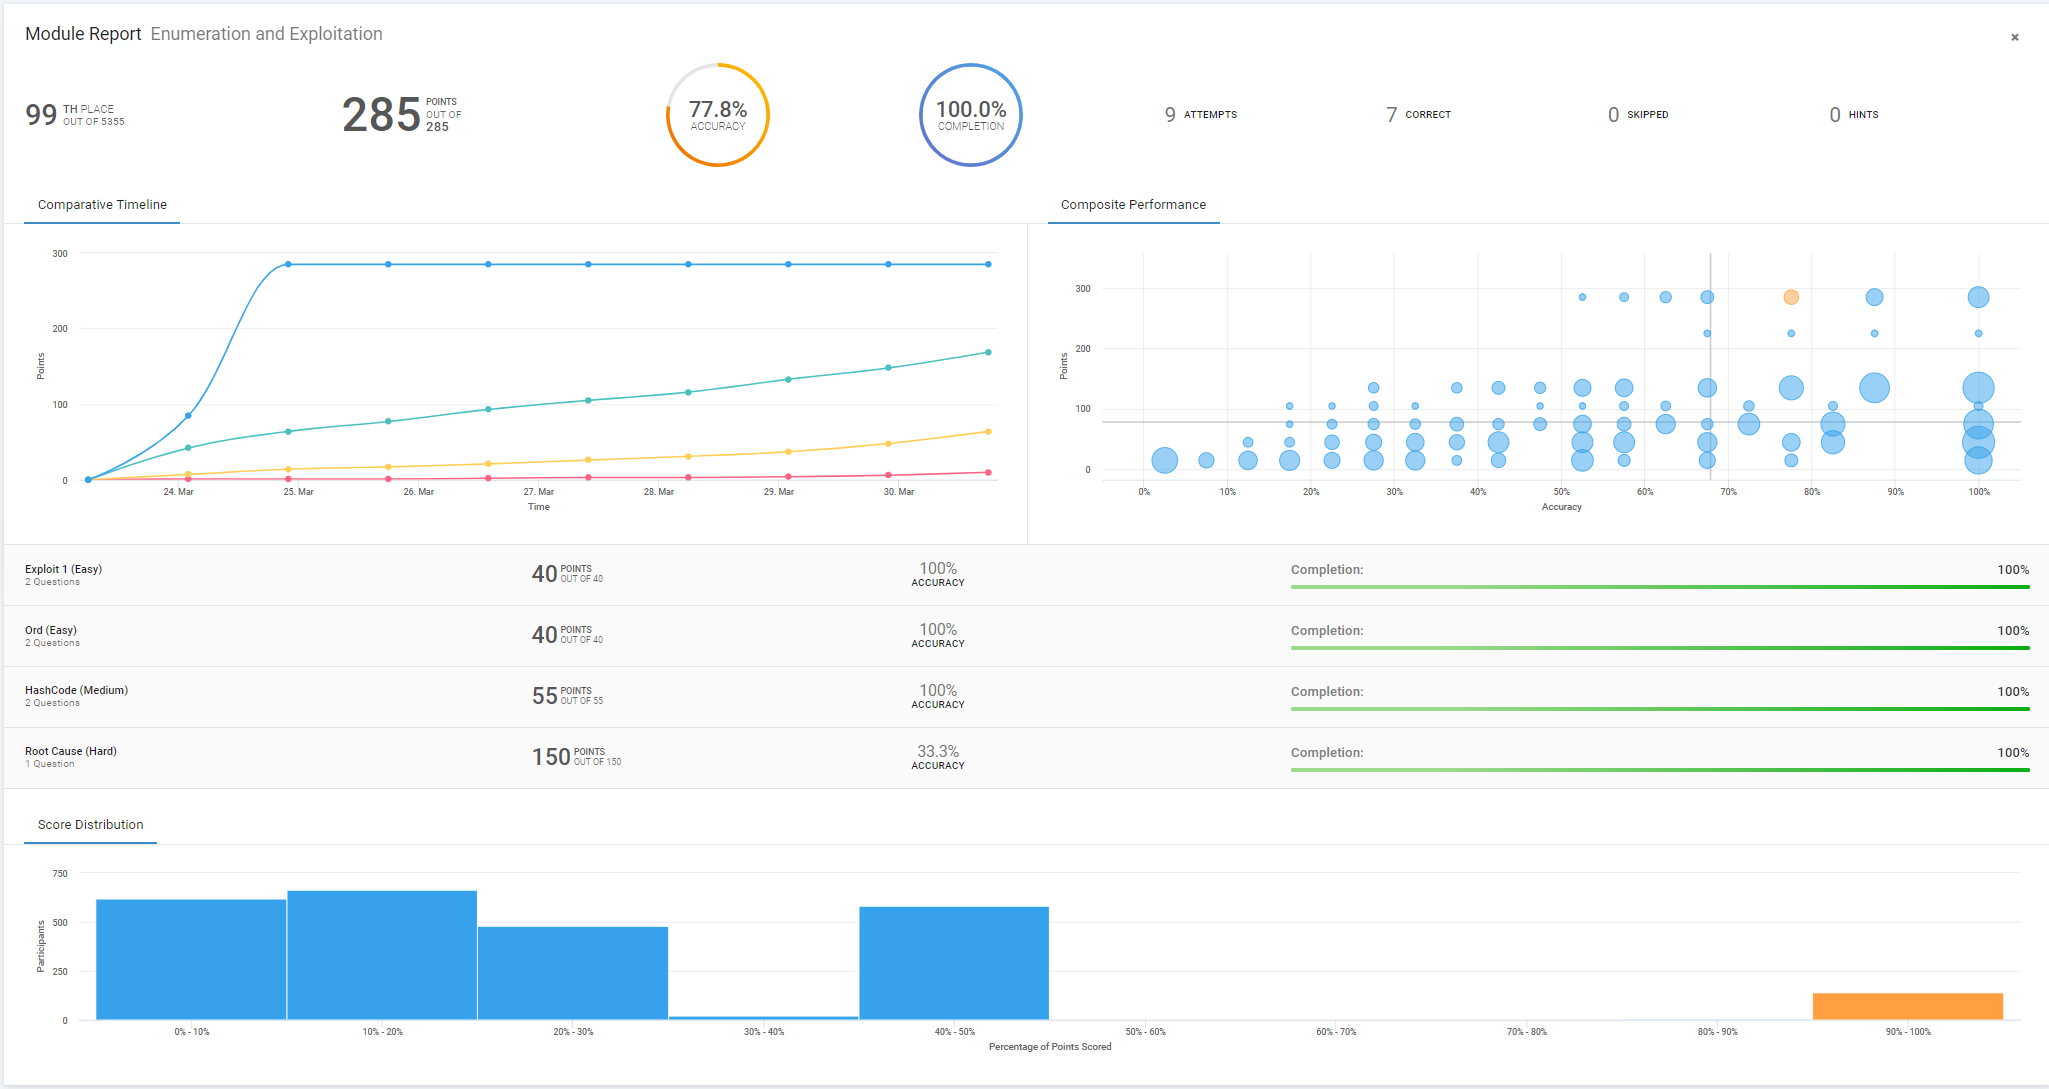 Module Report Enumeration and Exploitation
×
99 TH PLACE
OUT OF 5355
285 POINTS
OUT OF
285
77.8%
ACCURACY
100.0%
COMPLETION
9 ATTEMPTS
7 CORRECT
0 SKIPPED
0 HINTS
Comparative Timeline
300
200
100
0
Points
24. Mar 25. Mar 26. Mar 27. Mar 28. Mar 29. Mar 30. Mar
Time
Composite Performance
300
200
100
0
Points
0% 10% 20% 30% 40% 50% 60% 70% 80% 90% 100%
Accuracy
Exploit 1 (Easy)
2 Questions
40 POINTS
OUT OF 40
100%
ACCURACY
Completion: 100%
Ord (Easy)
2 Questions
40 POINTS
OUT OF 40
100%
ACCURACY
Completion: 100%
HashCode (Medium)
2 Questions
55 POINTS
OUT OF 55
100%
ACCURACY
Completion: 100%
Root Cause (Hard)
1 Question
150 POINTS
OUT OF 150
33.3%
ACCURACY
Completion: 100%
Score Distribution
750
500
250
0
Participants
0% - 10% 10% - 20% 20% - 30% 30% - 40% 40% - 50% 50% - 60% 60% - 70% 70% - 80% 80% - 90% 90% - 100%
Percentage of Points Scored